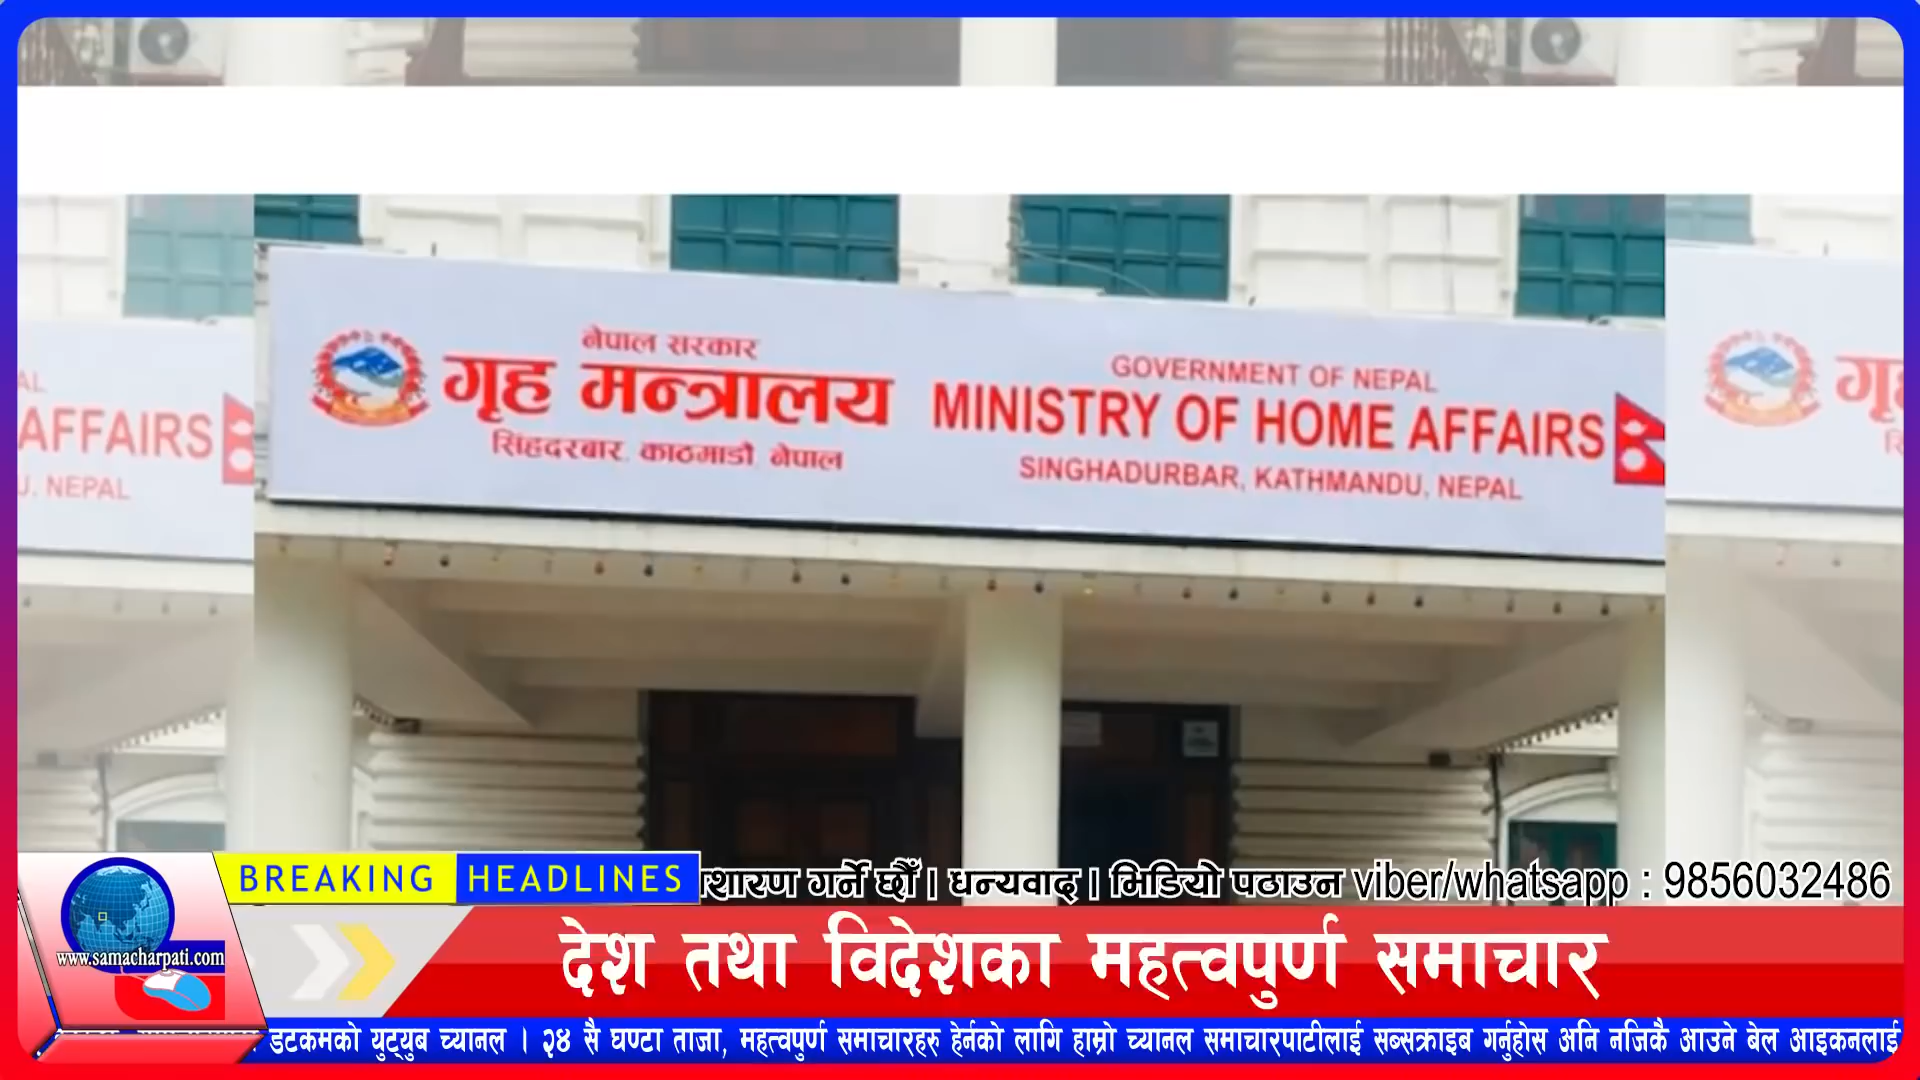 नेपाल सरकार
गृह मन्त्रालय
सिंहदरबार, काठमाडौं, नेपाल
GOVERNMENT OF NEPAL
MINISTRY OF HOME AFFAIRS
SINGHADURBAR, KATHMANDU, NEPAL
AFFAIRS
NEPAL
BREAKING HEADLINES
गर्ने छौँ । धन्यवाद । भिडियो पठाउन viber/whatsapp : 9856032486
www.samacharpati.com
देश तथा विदेशका महत्वपुर्ण समाचार
डटकमको युट्युब च्यानल । २४ सै घण्टा ताजा, महत्वपुर्ण समाचारहरु हेर्नको लागि हाम्रो च्यानल समाचारपाटीलाई सब्सक्राइब गर्नुहोस अनि नजिकै आउने बेल आइकनलाई